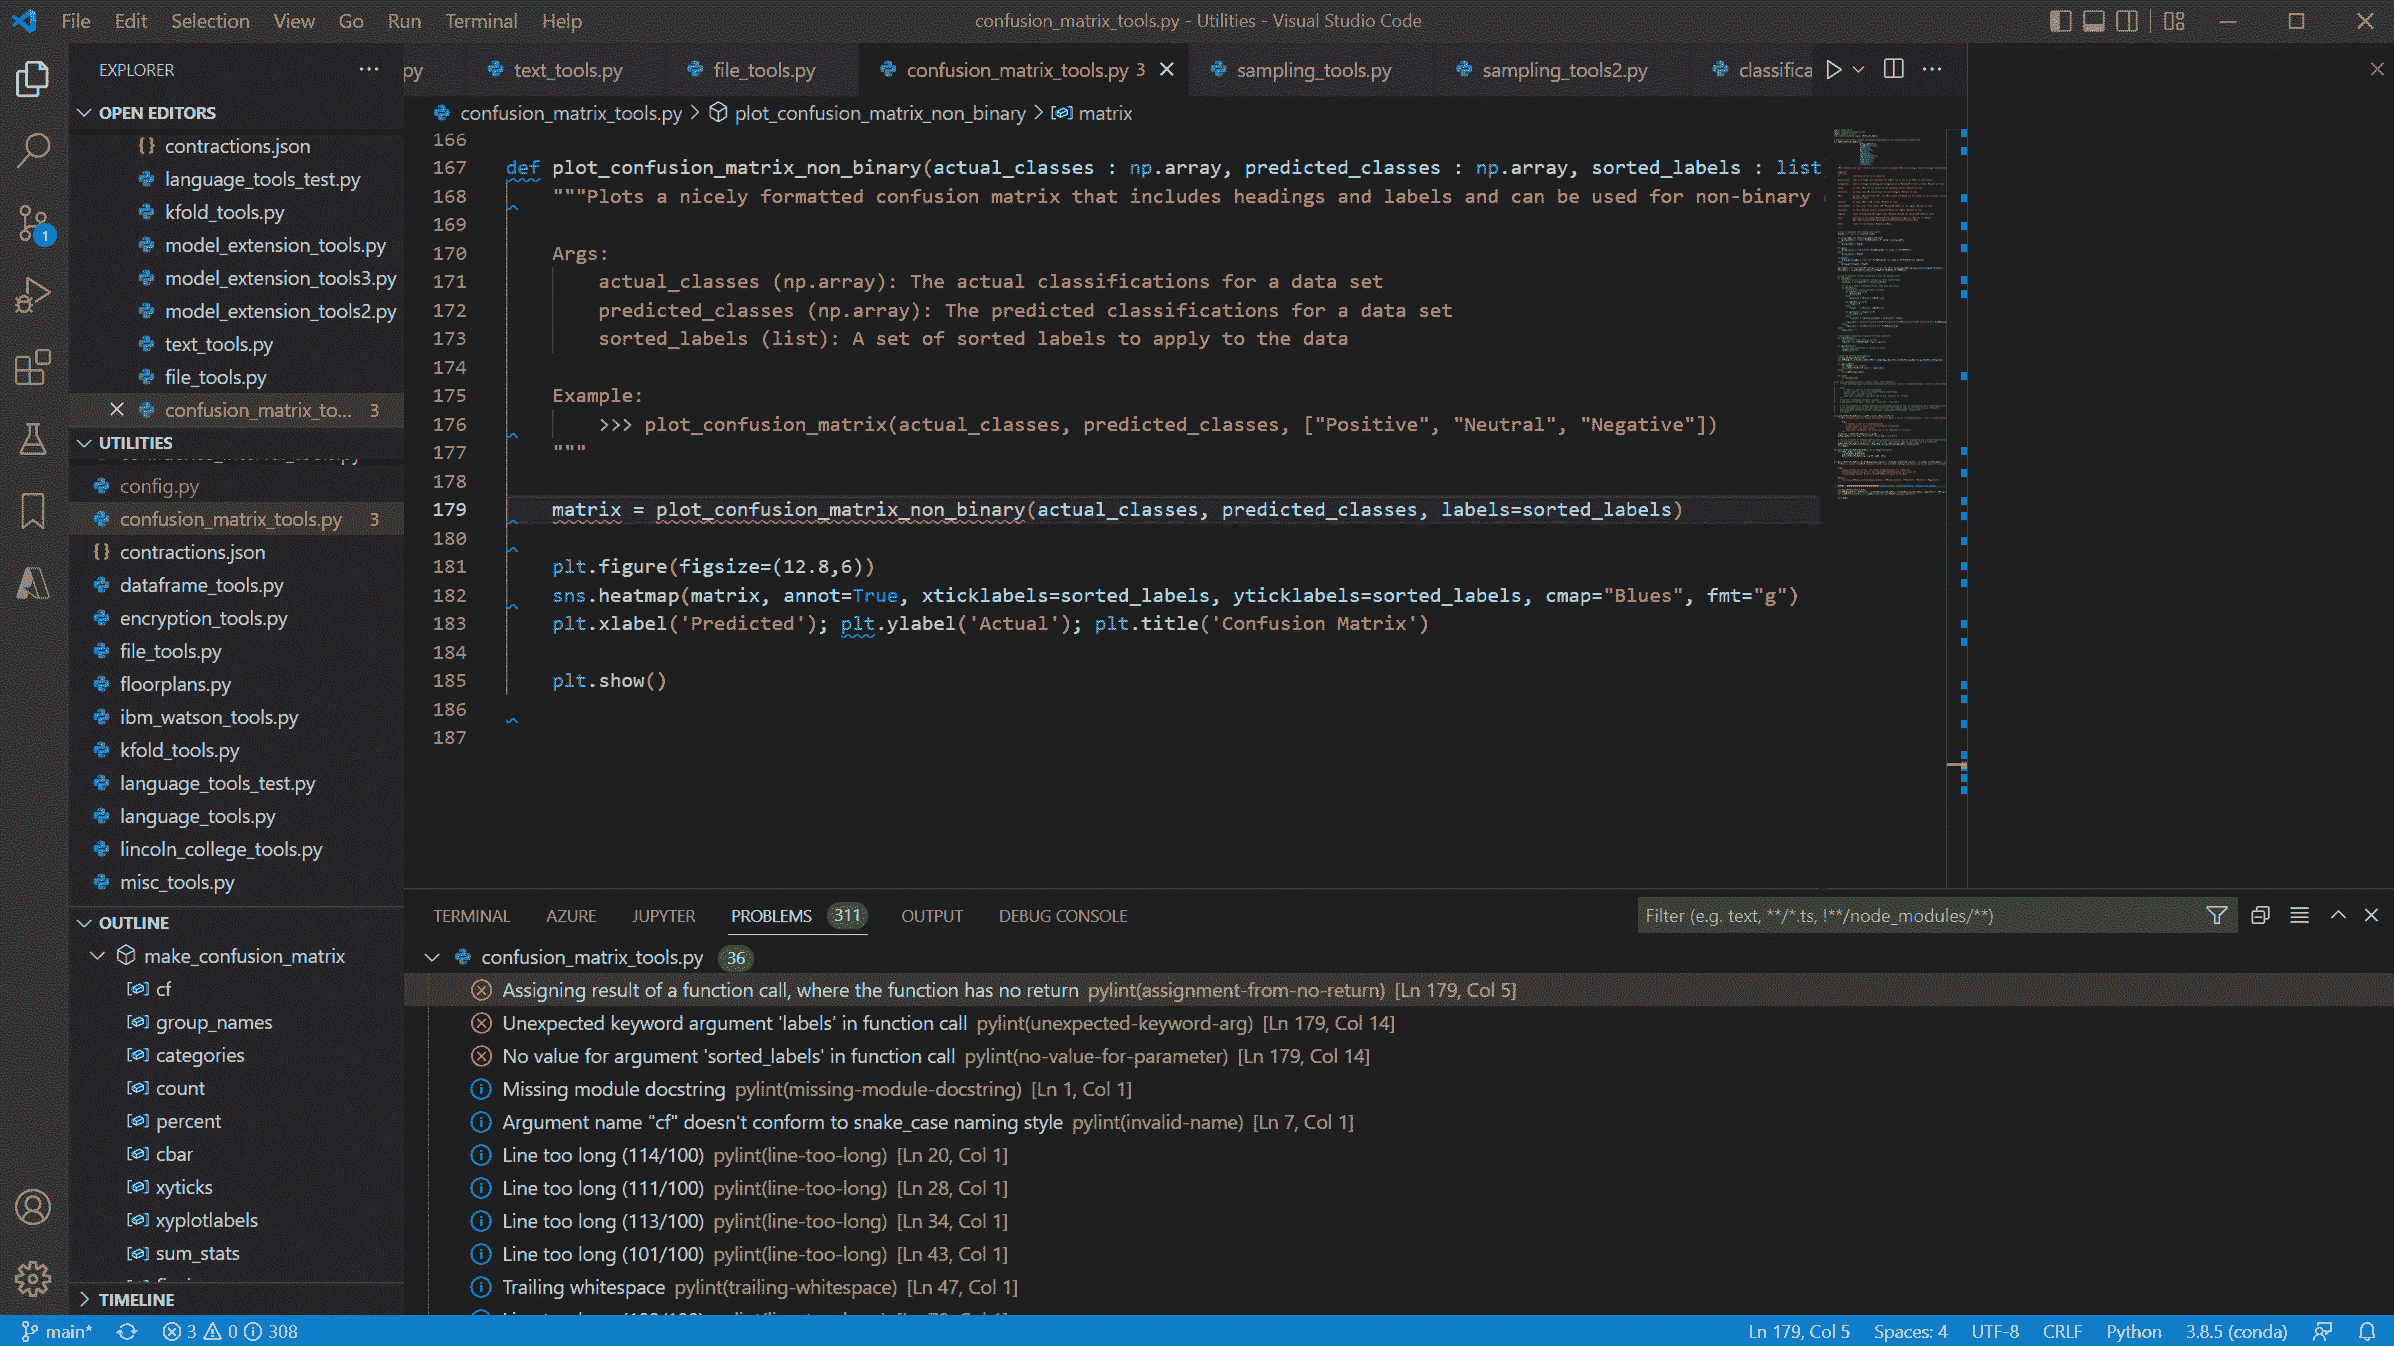 File Edit Selection View Go Run Terminal Help
confusion_matrix_tools.py - Utilities - Visual Studio Code
EXPLORER
OPEN EDITORS
contractions.json
language_tools_test.py
kfold_tools.py
model_extension_tools.py
model_extension_tools3.py
model_extension_tools2.py
text_tools.py
file_tools.py
confusion_matrix_to... 3
UTILITIES
config.py
confusion_matrix_tools.py 3
contractions.json
dataframe_tools.py
encryption_tools.py
file_tools.py
floorplans.py
ibm_watson_tools.py
kfold_tools.py
language_tools_test.py
language_tools.py
lincoln_college_tools.py
misc_tools.py
OUTLINE
make_confusion_matrix
cf
group_names
categories
count
percent
cbar
xyticks
xyplotlabels
sum_stats
TIMELINE
1
py text_tools.py file_tools.py confusion_matrix_tools.py 3 sampling_tools.py sampling_tools2.py classifica
confusion_matrix_tools.py > plot_confusion_matrix_non_binary > matrix
166
167 def plot_confusion_matrix_non_binary(actual_classes : np.array, predicted_classes : np.array, sorted_labels : list
168 """Plots a nicely formatted confusion matrix that includes headings and labels and can be used for non-binary
169
170 Args:
171 actual_classes (np.array): The actual classifications for a data set
172 predicted_classes (np.array): The predicted classifications for a data set
173 sorted_labels (list): A set of sorted labels to apply to the data
174
175 Example:
176 >>> plot_confusion_matrix(actual_classes, predicted_classes, ["Positive", "Neutral", "Negative"])
177 """
178
179 matrix = plot_confusion_matrix_non_binary(actual_classes, predicted_classes, labels=sorted_labels)
180
181 plt.figure(figsize=(12.8,6))
182 sns.heatmap(matrix, annot=True, xticklabels=sorted_labels, yticklabels=sorted_labels, cmap="Blues", fmt="g")
183 plt.xlabel('Predicted'); plt.ylabel('Actual'); plt.title('Confusion Matrix')
184
185 plt.show()
186
187
TERMINAL AZURE JUPYTER PROBLEMS 311 OUTPUT DEBUG CONSOLE
Filter (e.g. text, **/*.ts, !**/node_modules/**)
confusion_matrix_tools.py 36
Assigning result of a function call, where the function has no return pylint(assignment-from-no-return) [Ln 179, Col 5]
Unexpected keyword argument 'labels' in function call pylint(unexpected-keyword-arg) [Ln 179, Col 14]
No value for argument 'sorted_labels' in function call pylint(no-value-for-parameter) [Ln 179, Col 14]
Missing module docstring pylint(missing-module-docstring) [Ln 1, Col 1]
Argument name "cf" doesn't conform to snake_case naming style pylint(invalid-name) [Ln 7, Col 1]
Line too long (114/100) pylint(line-too-long) [Ln 20, Col 1]
Line too long (111/100) pylint(line-too-long) [Ln 28, Col 1]
Line too long (113/100) pylint(line-too-long) [Ln 34, Col 1]
Line too long (101/100) pylint(line-too-long) [Ln 43, Col 1]
Trailing whitespace pylint(trailing-whitespace) [Ln 47, Col 1]
main* 3 0 308
Ln 179, Col 5 Spaces: 4 UTF-8 CRLF Python 3.8.5 (conda)